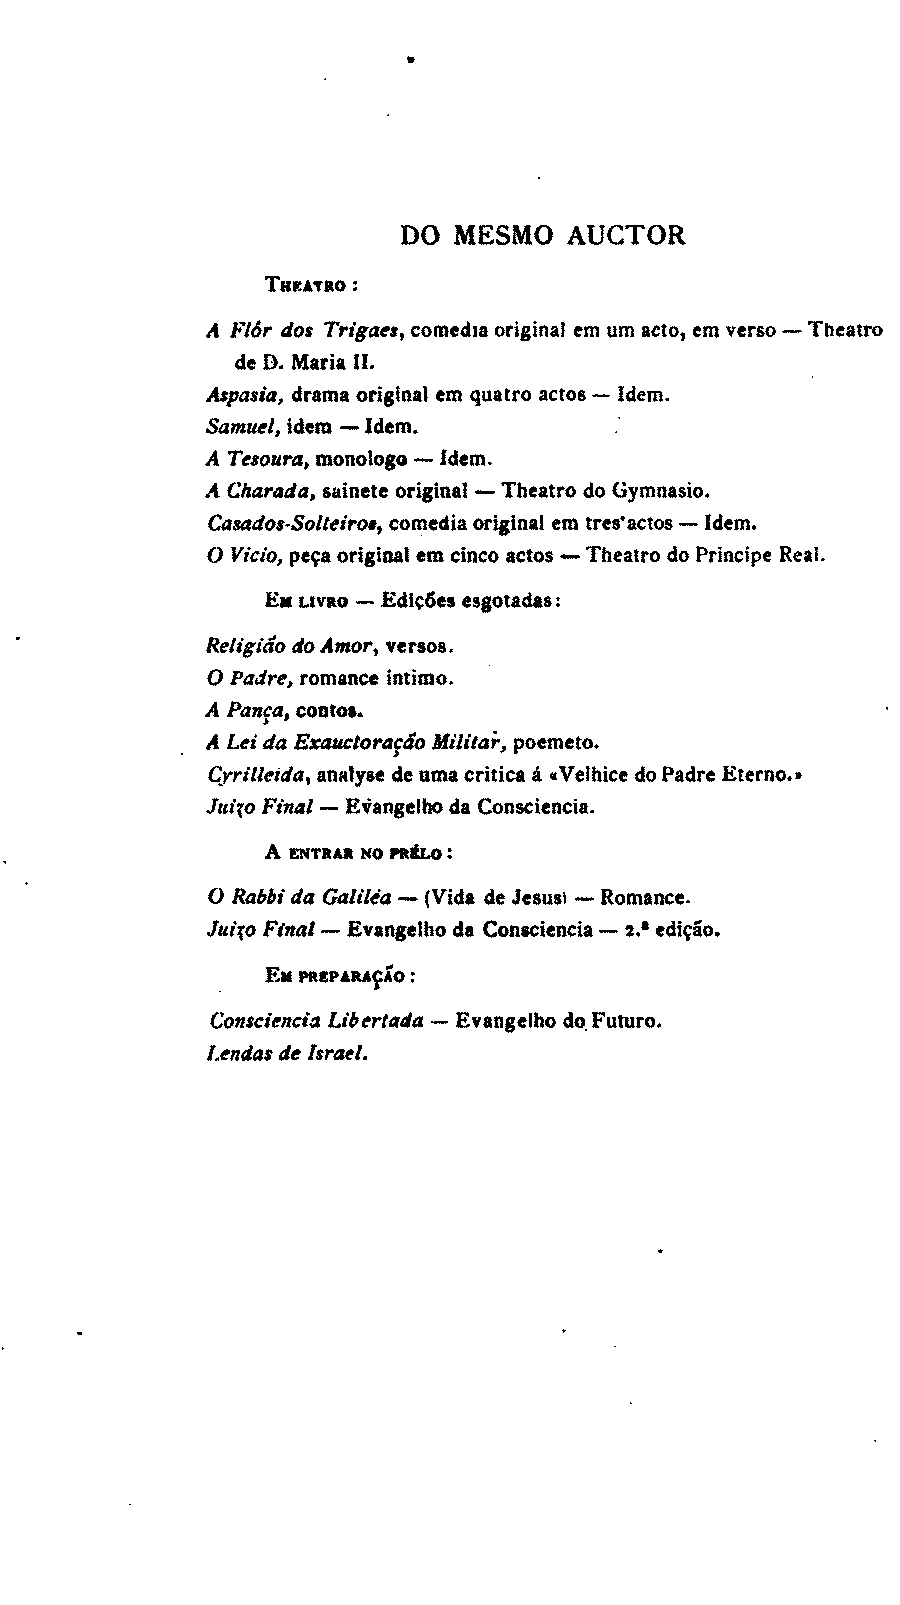 DO MESMO AUCTOR
THEATRO:
A Flôr dos Trigaes, comedia original em um acto, em verso — Theatro
de D. Maria II.
Aspasia, drama original em quatro actos — Idem.
Samuel, idem — Idem.
A Tesoura, monologo — Idem.
A Charada, sainete original — Theatro do Gymnasio.
Casados-Solteiros, comedia original em tres actos — Idem.
O Vicio, peça original em cinco actos — Theatro do Principe Real.
EM LIVRO — Edições esgotadas:
Religião do Amor, versos.
O Padre, romance intimo.
A Pança, contos.
A Lei da Exauctoração Militar, poemeto.
Cyrilleida, analyse de uma critica á «Velhice do Padre Eterno.»
Juizo Final — Evangelho da Consciencia.
A ENTRAR NO PRÉLO:
O Rabbi da Galiléa — (Vida de Jesus) — Romance.
Juizo Final — Evangelho da Consciencia — 2.ª edição.
EM PREPARAÇÃO:
Consciencia Libertada — Evangelho do Futuro.
Lendas de Israel.